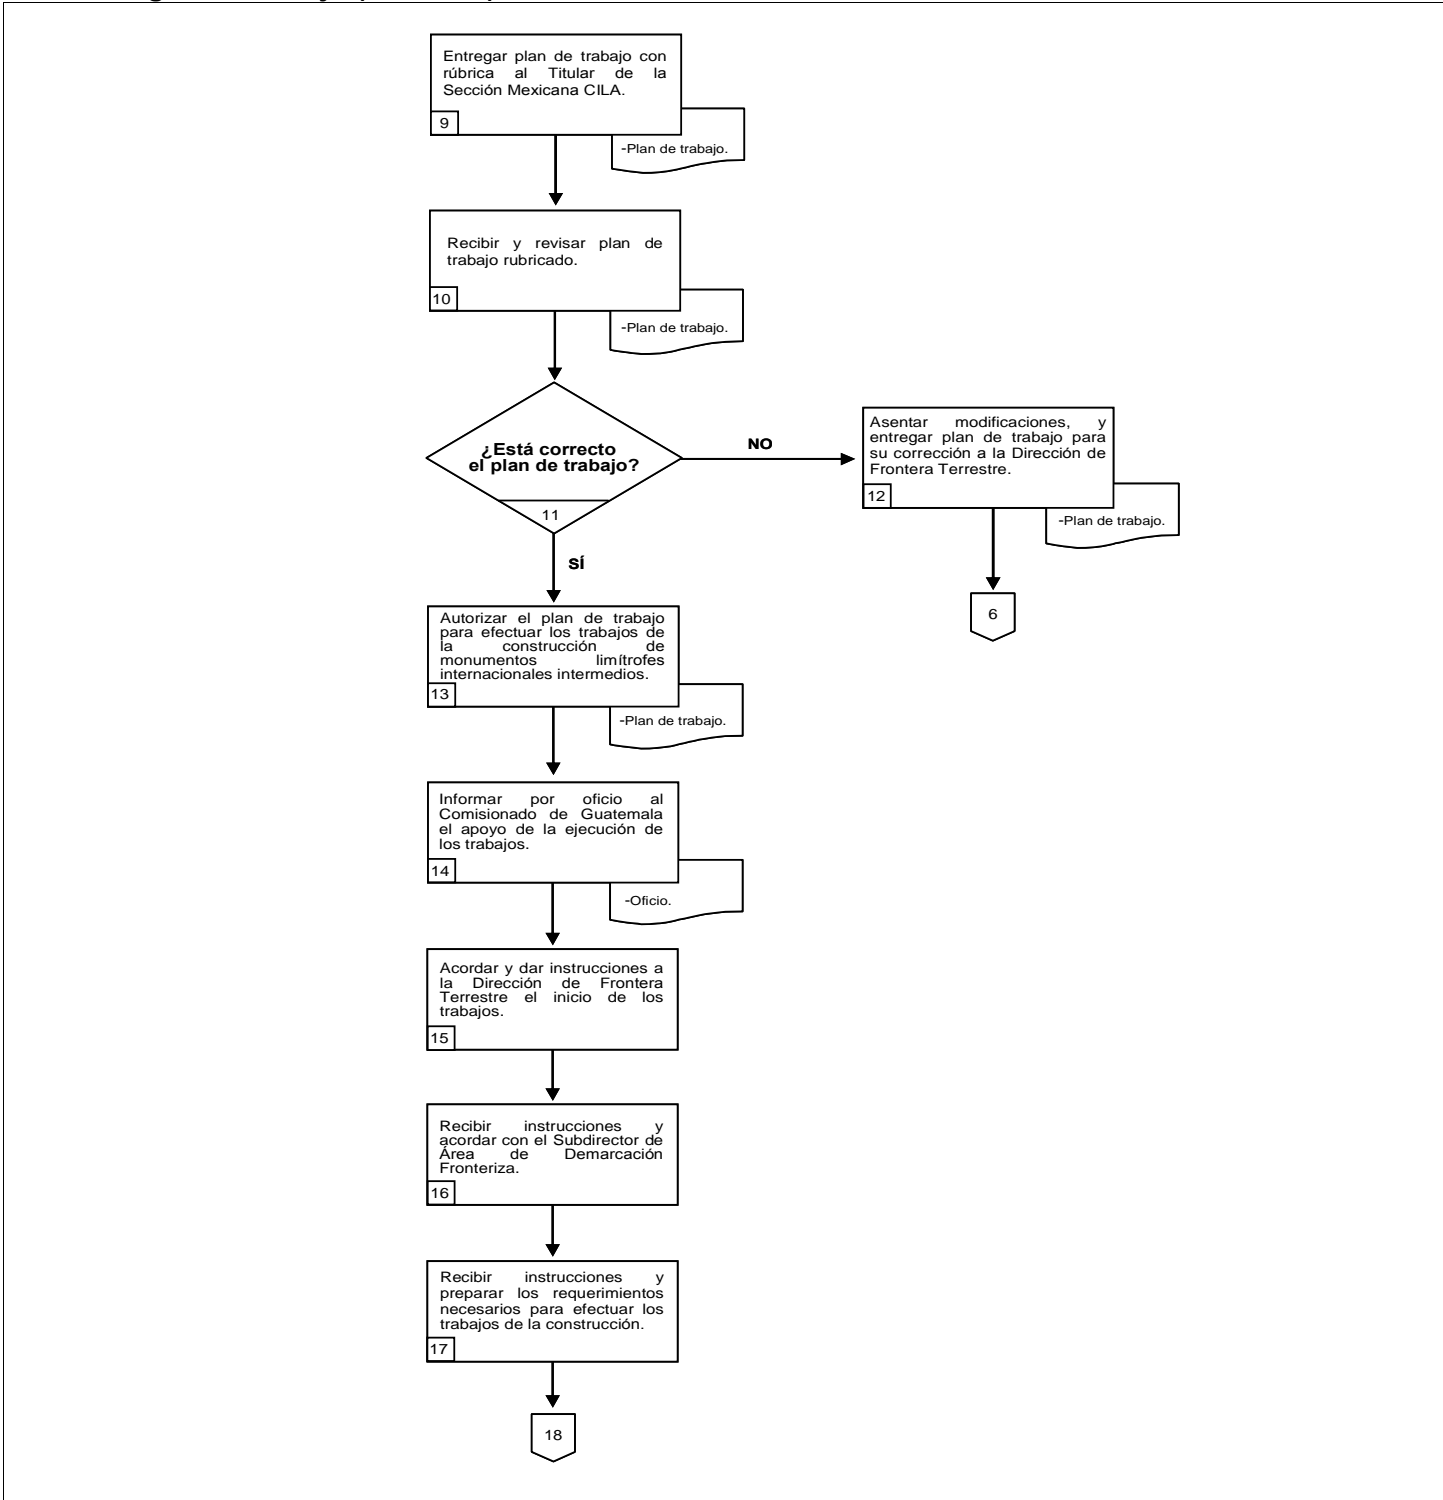 Entregar plan de trabajo con
rúbrica al Titular de la
Sección Mexicana CILA.
9
-Plan de trabajo.
Recibir y revisar plan de
trabajo rubricado.
10
-Plan de trabajo.
¿Está correcto
el plan de trabajo?
11
NO
Asentar modificaciones, y
entregar plan de trabajo para
su corrección a la Dirección de
Frontera Terrestre.
12
-Plan de trabajo.
6
SÍ
Autorizar el plan de trabajo
para efectuar los trabajos de
la construcción de
monumentos limítrofes
internacionales intermedios.
13
-Plan de trabajo.
Informar por oficio al
Comisionado de Guatemala
el apoyo de la ejecución de
los trabajos.
14
-Oficio.
Acordar y dar instrucciones a
la Dirección de Frontera
Terrestre el inicio de los
trabajos.
15
Recibir instrucciones y
acordar con el Subdirector de
Área de Demarcación
Fronteriza.
16
Recibir instrucciones y
preparar los requerimientos
necesarios para efectuar los
trabajos de la construcción.
17
18